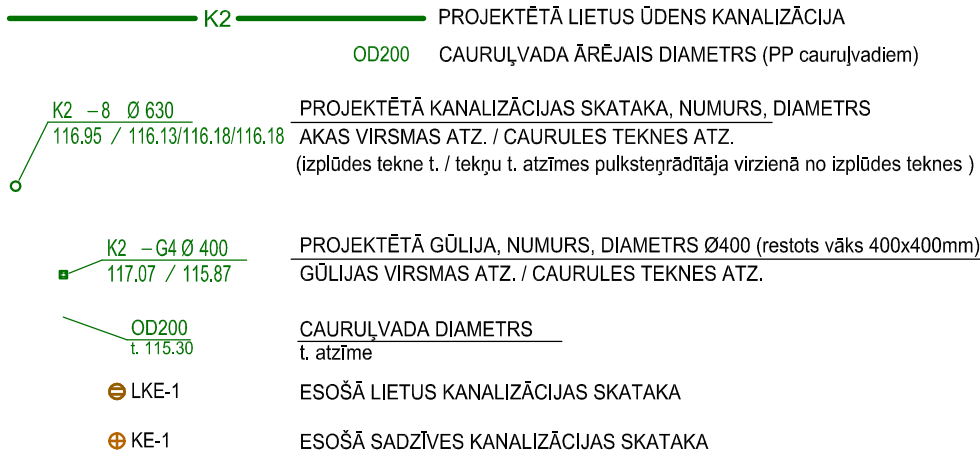 K2 PROJEKTĒTĀ LIETUS ŪDENS KANALIZĀCIJA
OD200 CAURUĻVADA ĀRĒJAIS DIAMETRS (PP cauruļvadiem)
K2 –8 Ø 630 PROJEKTĒTĀ KANALIZĀCIJAS SKATAKA, NUMURS, DIAMETRS
116.95 / 116.13/116.18/116.18 AKAS VIRSMAS ATZ. / CAURULES TEKNES ATZ.
(izplūdes tekne t. / tekņu t. atzīmes pulksteņrādītāja virzienā no izplūdes teknes )
K2 –G4 Ø 400 PROJEKTĒTĀ GŪLIJA, NUMURS, DIAMETRS Ø400 (restots vāks 400x400mm)
117.07 / 115.87 GŪLIJAS VIRSMAS ATZ. / CAURULES TEKNES ATZ.
OD200 CAURUĻVADA DIAMETRS
t. 115.30 t. atzīme
LKE-1 ESOŠĀ LIETUS KANALIZĀCIJAS SKATAKA
KE-1 ESOŠĀ SADZĪVES KANALIZĀCIJAS SKATAKA